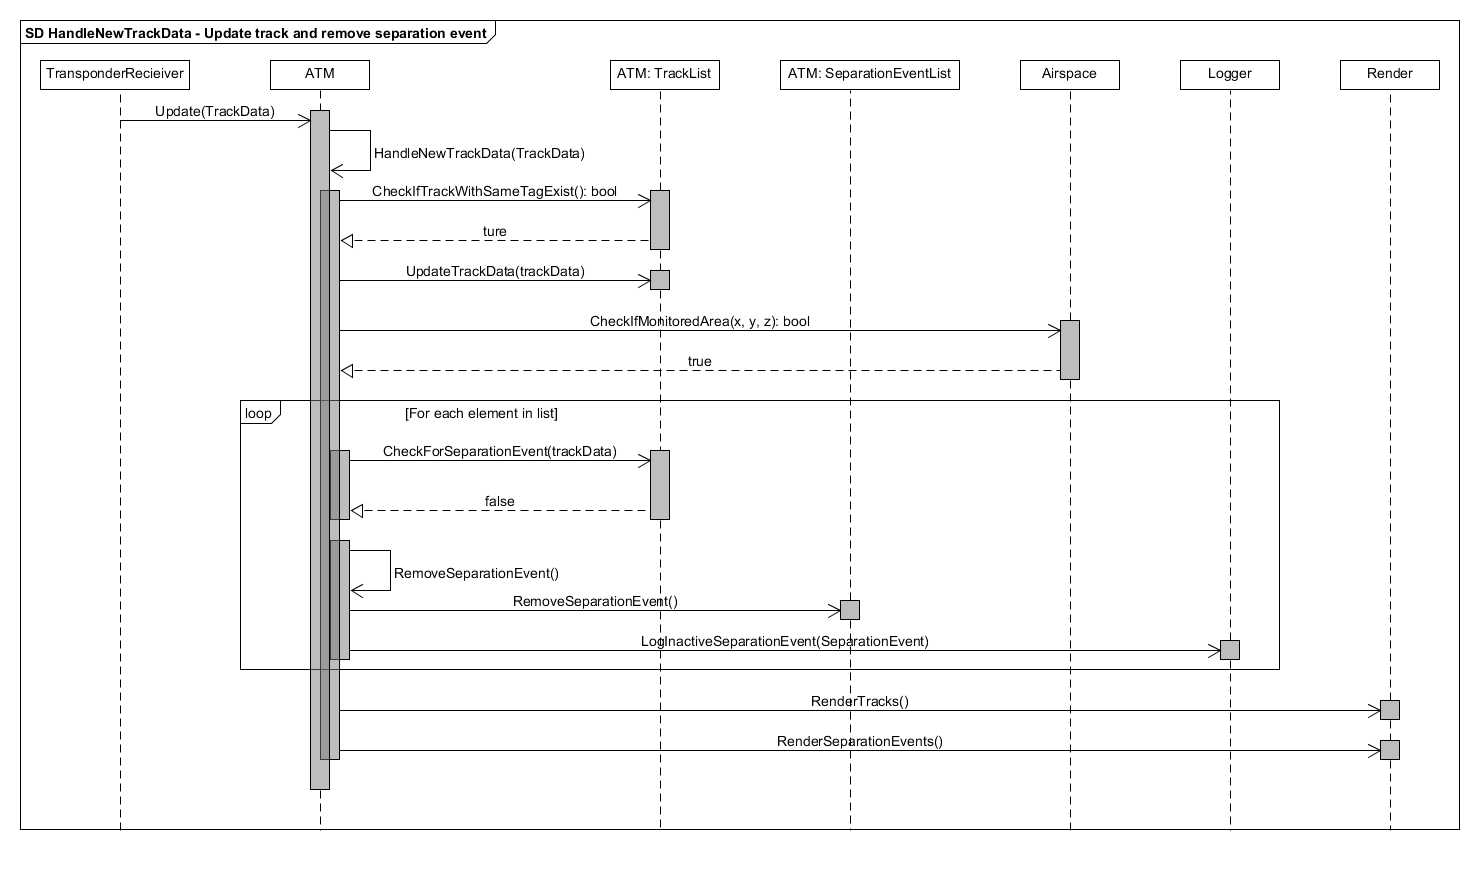 SD HandleNewTrackData - Update track and remove separation event
TransponderRecieiver
ATM
ATM: TrackList
ATM: SeparationEventList
Airspace
Logger
Render
Update(TrackData)
HandleNewTrackData(TrackData)
CheckIfTrackWithSameTagExist(): bool
ture
UpdateTrackData(trackData)
CheckIfMonitoredArea(x, y, z): bool
true
loop
[For each element in list]
CheckForSeparationEvent(trackData)
false
RemoveSeparationEvent()
RemoveSeparationEvent()
LogInactiveSeparationEvent(SeparationEvent)
RenderTracks()
RenderSeparationEvents()